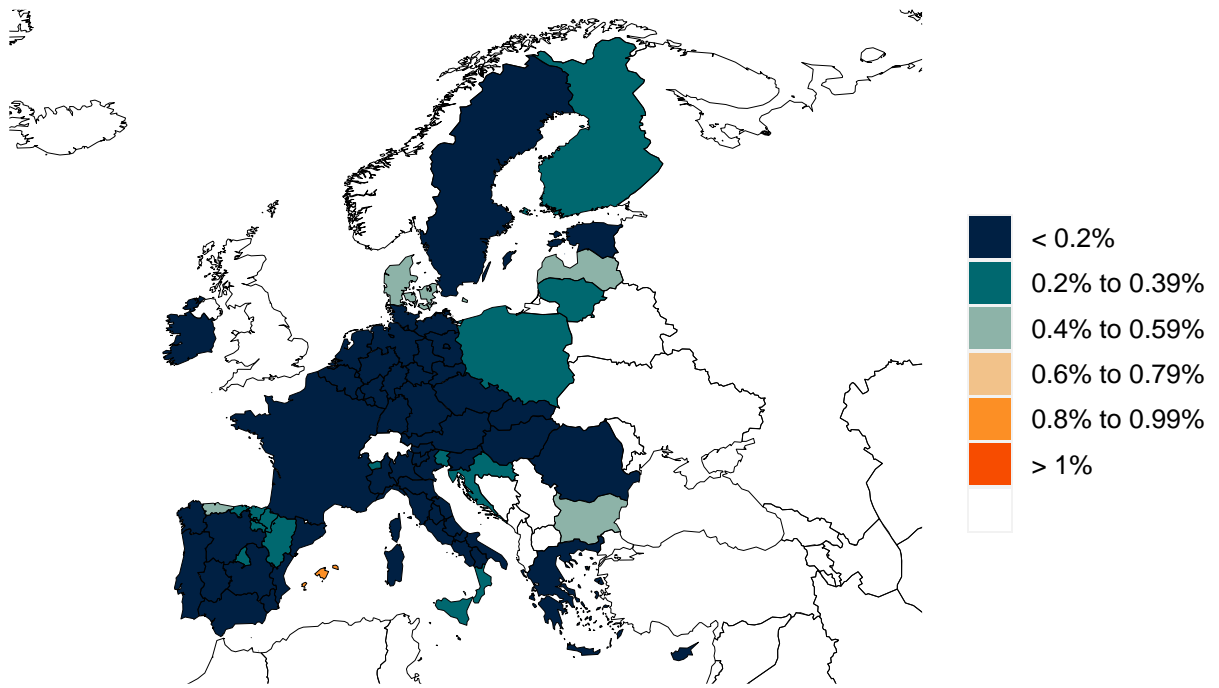 < 0.2%
0.2% to 0.39%
0.4% to 0.59%
0.6% to 0.79%
0.8% to 0.99%
> 1%